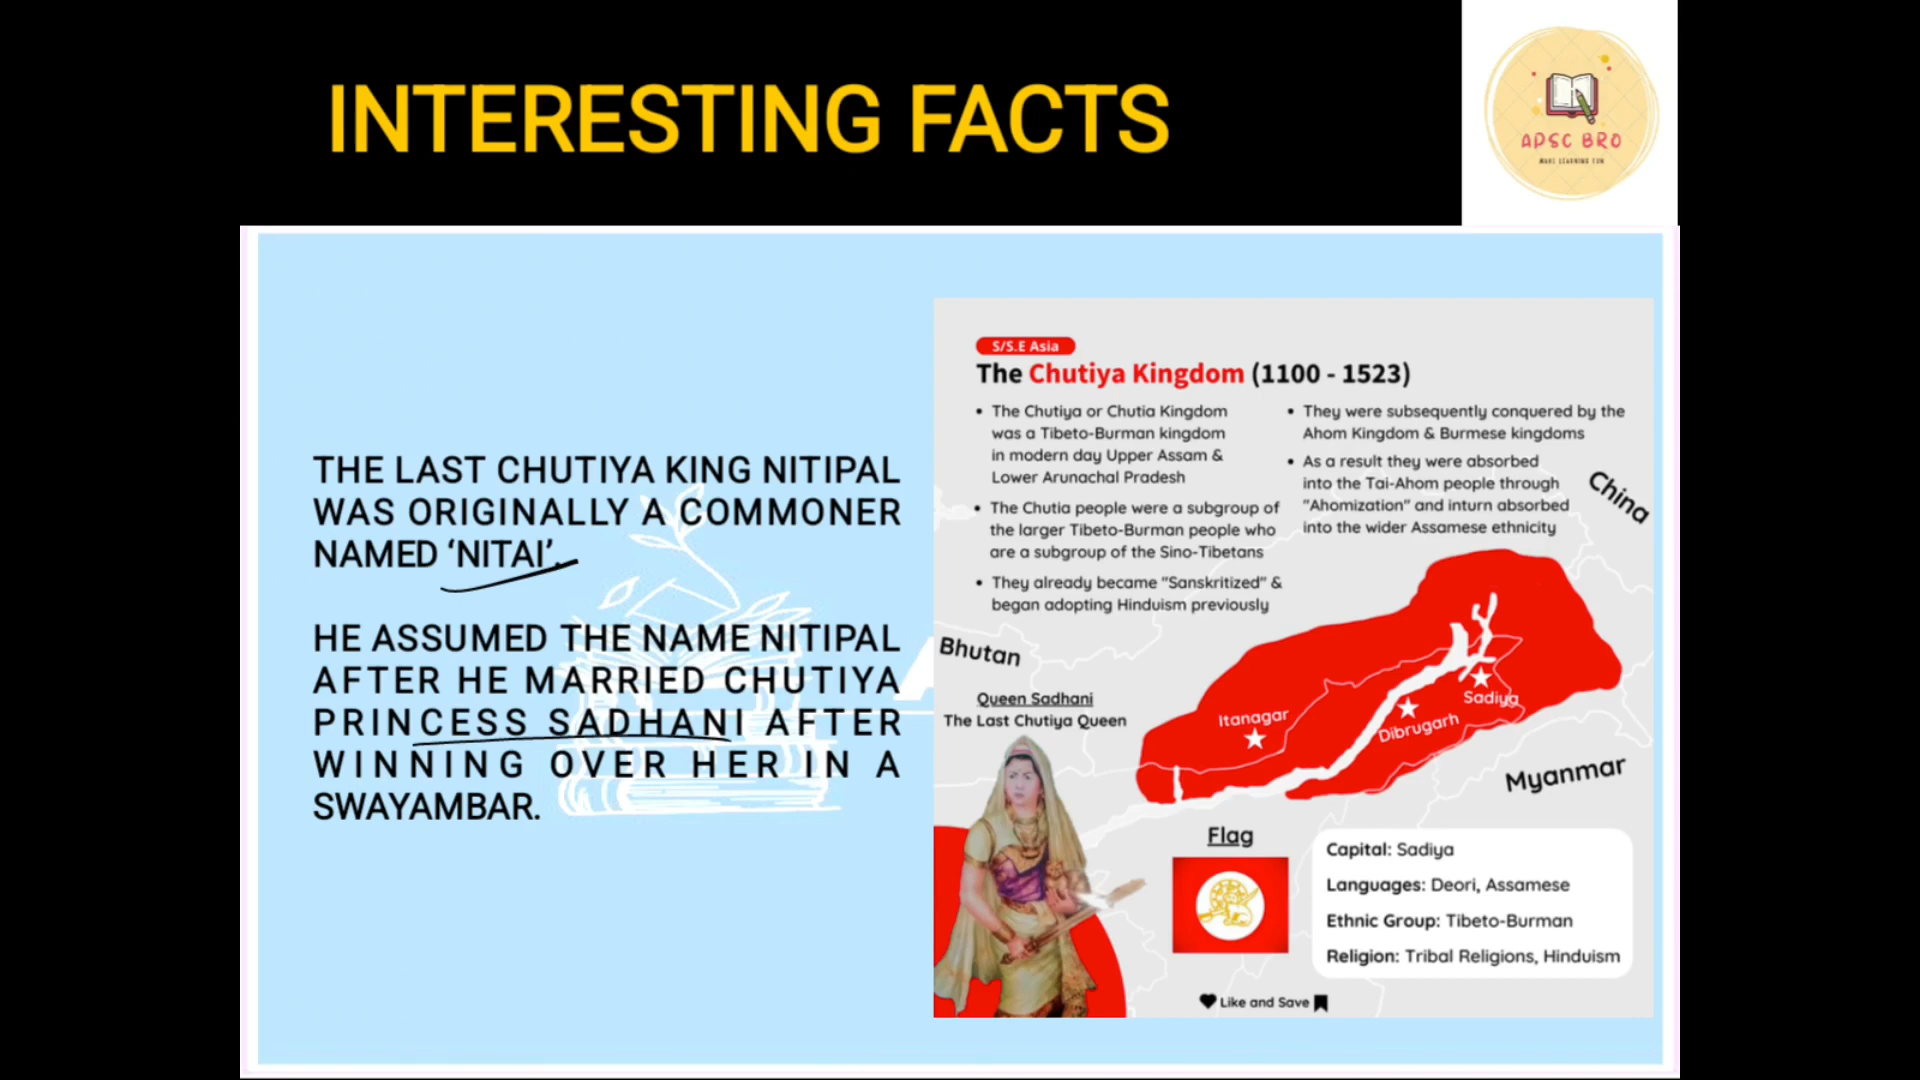 INTERESTING FACTS
APSC BRO
MAKE LEARNING FUN
THE LAST CHUTIYA KING NITIPAL
WAS ORIGINALLY A COMMONER
NAMED ‘NITAI’.
HE ASSUMED THE NAME NITIPAL
AFTER HE MARRIED CHUTIYA
PRINCESS SADHANI AFTER
WINNING OVER HER IN A
SWAYAMBAR.
S/S.E Asia
The Chutiya Kingdom (1100 - 1523)
• The Chutiya or Chutia Kingdom
was a Tibeto-Burman kingdom
in modern day Upper Assam &
Lower Arunachal Pradesh
• The Chutia people were a subgroup of
the larger Tibeto-Burman people who
are a subgroup of the Sino-Tibetans
• They already became "Sanskritized" &
began adopting Hinduism previously
• They were subsequently conquered by the
Ahom Kingdom & Burmese kingdoms
• As a result they were absorbed
into the Tai-Ahom people through
"Ahomization" and inturn absorbed
into the wider Assamese ethnicity
China
Bhutan
Queen Sadhani
The Last Chutiya Queen
Itanagar
Sadiya
Dibrugarh
Myanmar
Flag
Capital: Sadiya
Languages: Deori, Assamese
Ethnic Group: Tibeto-Burman
Religion: Tribal Religions, Hinduism
Like and Save